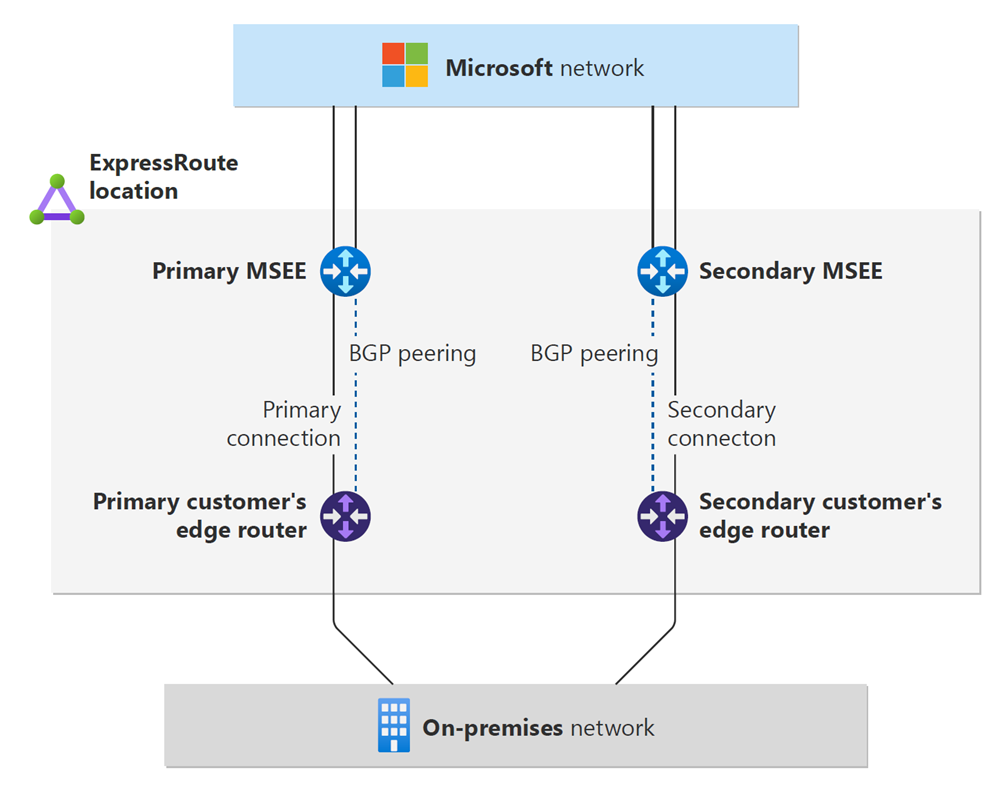 Microsoft network
ExpressRoute
location
Primary MSEE
Secondary MSEE
BGP peering
BGP peering
Primary
connection
Secondary
connecton
Primary customer's
edge router
Secondary customer's
edge router
On-premises network